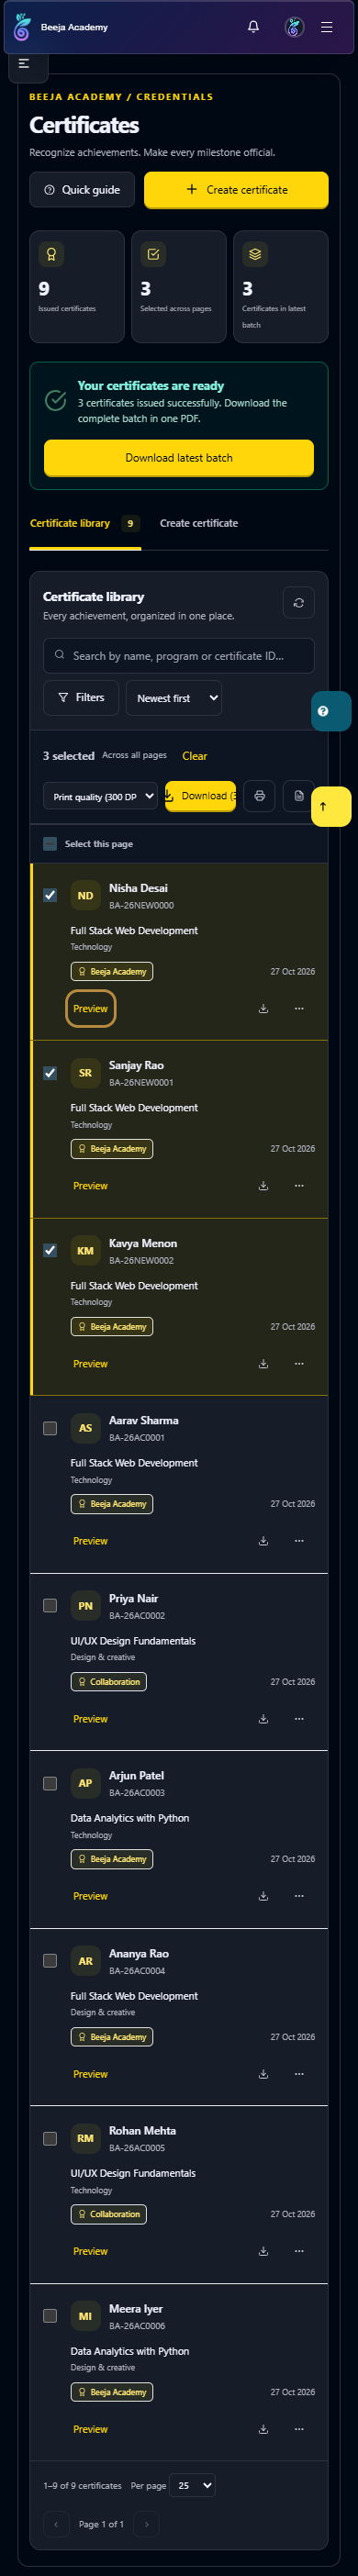 Beeja Academy
BEEJA ACADEMY / CREDENTIALS
Certificates
Recognize achievements. Make every milestone official.
Quick guide
Create certificate
9
Issued certificates
3
Selected across pages
3
Certificates in latest
batch
Your certificates are ready
3 certificates issued successfully. Download the
complete batch in one PDF.
Download latest batch
Certificate library 9
Create certificate
Certificate library
Every achievement, organized in one place.
Search by name, program or certificate ID...
Filters
Newest first
3 selected Across all pages Clear
Print quality (300 DP
Download (3
Select this page
ND
Nisha Desai
BA-26NEW0000
Full Stack Web Development
Technology
Beeja Academy
27 Oct 2026
Preview
SR
Sanjay Rao
BA-26NEW0001
Full Stack Web Development
Technology
Beeja Academy
27 Oct 2026
Preview
KM
Kavya Menon
BA-26NEW0002
Full Stack Web Development
Technology
Beeja Academy
27 Oct 2026
Preview
AS
Aarav Sharma
BA-26AC0001
Full Stack Web Development
Technology
Beeja Academy
27 Oct 2026
Preview
PN
Priya Nair
BA-26AC0002
UI/UX Design Fundamentals
Design & creative
Collaboration
27 Oct 2026
Preview
AP
Arjun Patel
BA-26AC0003
Data Analytics with Python
Technology
Beeja Academy
27 Oct 2026
Preview
AR
Ananya Rao
BA-26AC0004
Full Stack Web Development
Design & creative
Beeja Academy
27 Oct 2026
Preview
RM
Rohan Mehta
BA-26AC0005
UI/UX Design Fundamentals
Technology
Collaboration
27 Oct 2026
Preview
MI
Meera Iyer
BA-26AC0006
Data Analytics with Python
Design & creative
Beeja Academy
27 Oct 2026
Preview
1–9 of 9 certificates Per page 25
Page 1 of 1